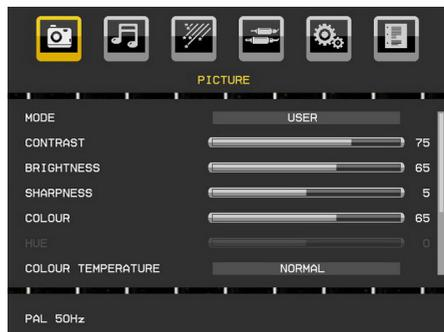 PICTURE
MODE USER
CONTRAST 75
BRIGHTNESS 65
SHARPNESS 5
COLOUR 65
HUE 0
COLOUR TEMPERATURE NORMAL
PAL 50Hz